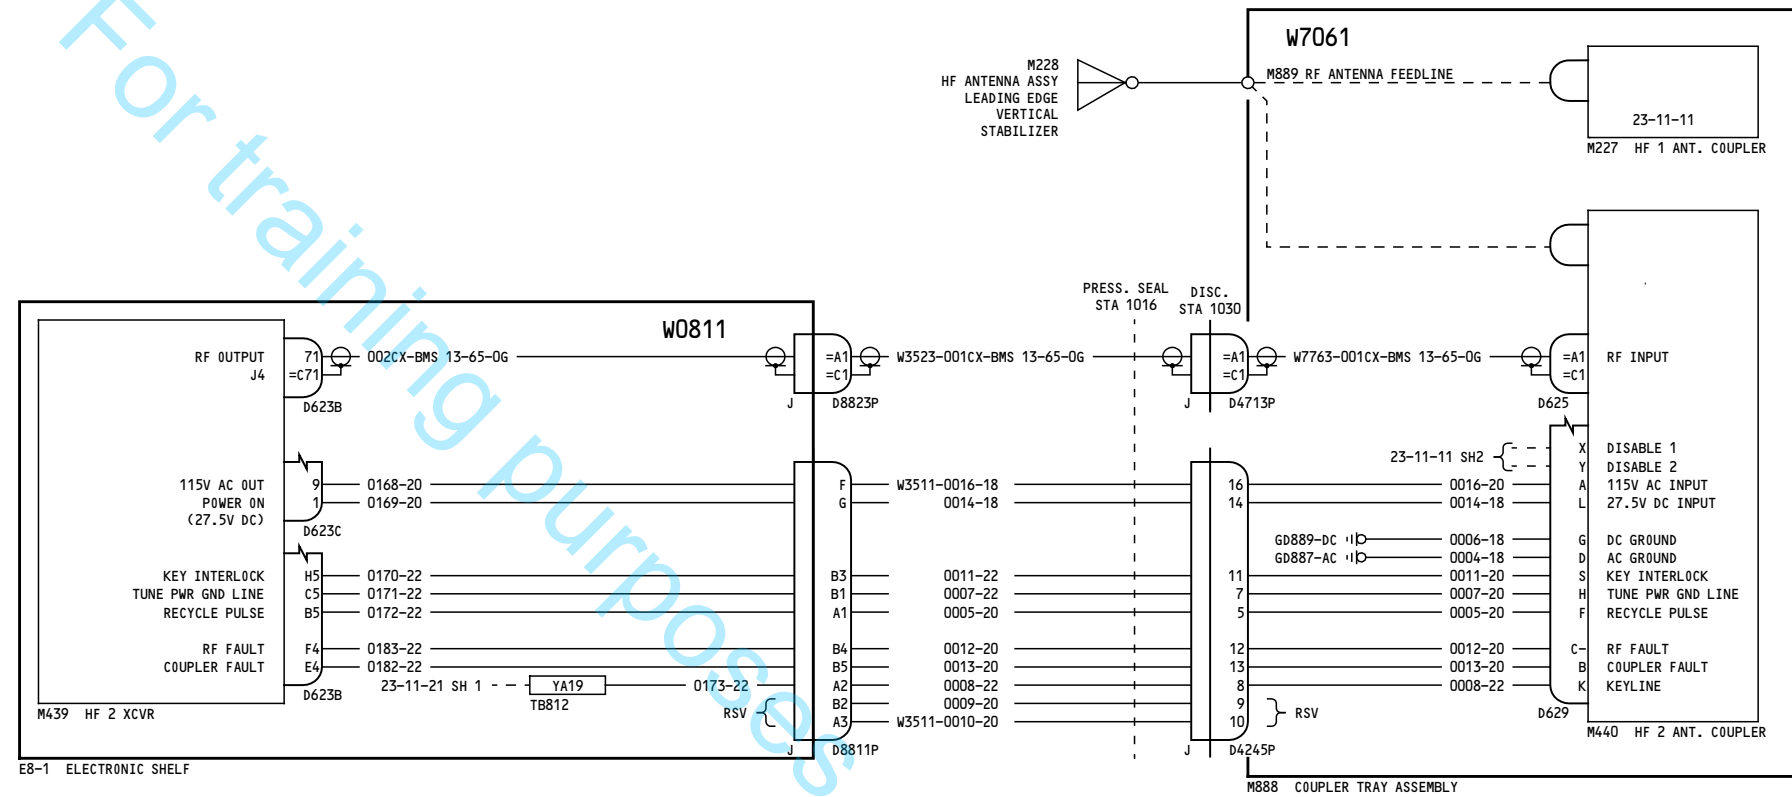 W7061
M228
HF ANTENNA ASSY
LEADING EDGE
VERTICAL
STABILIZER
M889 RF ANTENNA FEEDLINE
23-11-11
M227 HF 1 ANT. COUPLER
PRESS. SEAL
STA 1016
DISC.
STA 1030
W0811
RF OUTPUT 71 002CX-BMS 13-65-0G =A1 W3523-001CX-BMS 13-65-0G =A1 W7763-001CX-BMS 13-65-0G =A1 RF INPUT
J4 =C71 =C1 =C1 =C1
D623B J D8823P J D4713P D625
23-11-11 SH2 X DISABLE 1
Y DISABLE 2
115V AC OUT 9 0168-20 F W3511-0016-18 16 0016-20 A 115V AC INPUT
POWER ON 1 0169-20 G 0014-18 14 0014-18 L 27.5V DC INPUT
(27.5V DC)
D623C
GD889-DC 0006-18 G DC GROUND
GD887-AC 0004-18 D AC GROUND
KEY INTERLOCK H5 0170-22 B3 0011-22 11 0011-20 S KEY INTERLOCK
TUNE PWR GND LINE C5 0171-22 B1 0007-22 7 0007-20 H TUNE PWR GND LINE
RECYCLE PULSE B5 0172-22 A1 0005-20 5 0005-20 F RECYCLE PULSE
RF FAULT F4 0183-22 B4 0012-20 12 0012-20 C- RF FAULT
COUPLER FAULT E4 0182-22 B5 0013-20 13 0013-20 B COUPLER FAULT
23-11-21 SH 1 YA19 0173-22 A2 0008-22 8 0008-22 K KEYLINE
D623B TB812
B2 0009-20 9
RSV RSV
A3 W3511-0010-20 10
M439 HF 2 XCVR
D629
M440 HF 2 ANT. COUPLER
J D8811P J D4245P
E8-1 ELECTRONIC SHELF
M888 COUPLER TRAY ASSEMBLY
For training purposes